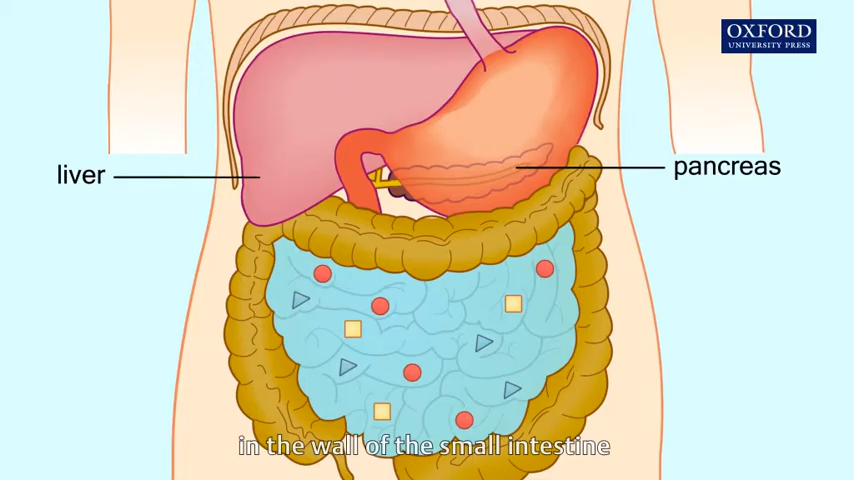 OXFORD
UNIVERSITY PRESS
liver
pancreas
in the wall of the small intestine